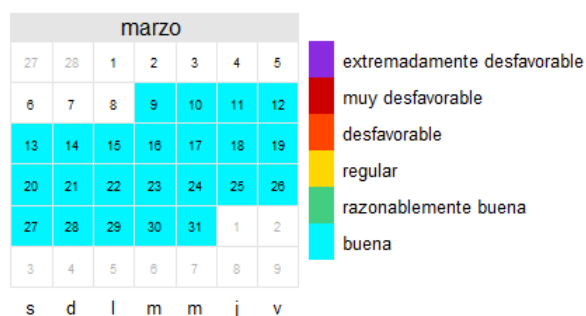 marzo
27 28 1 2 3 4 5
6 7 8 9 10 11 12
13 14 15 16 17 18 19
20 21 22 23 24 25 26
27 28 29 30 31 1 2
3 4 5 6 7 8 9
s d l m m j v
extremadamente desfavorable
muy desfavorable
desfavorable
regular
razonablemente buena
buena